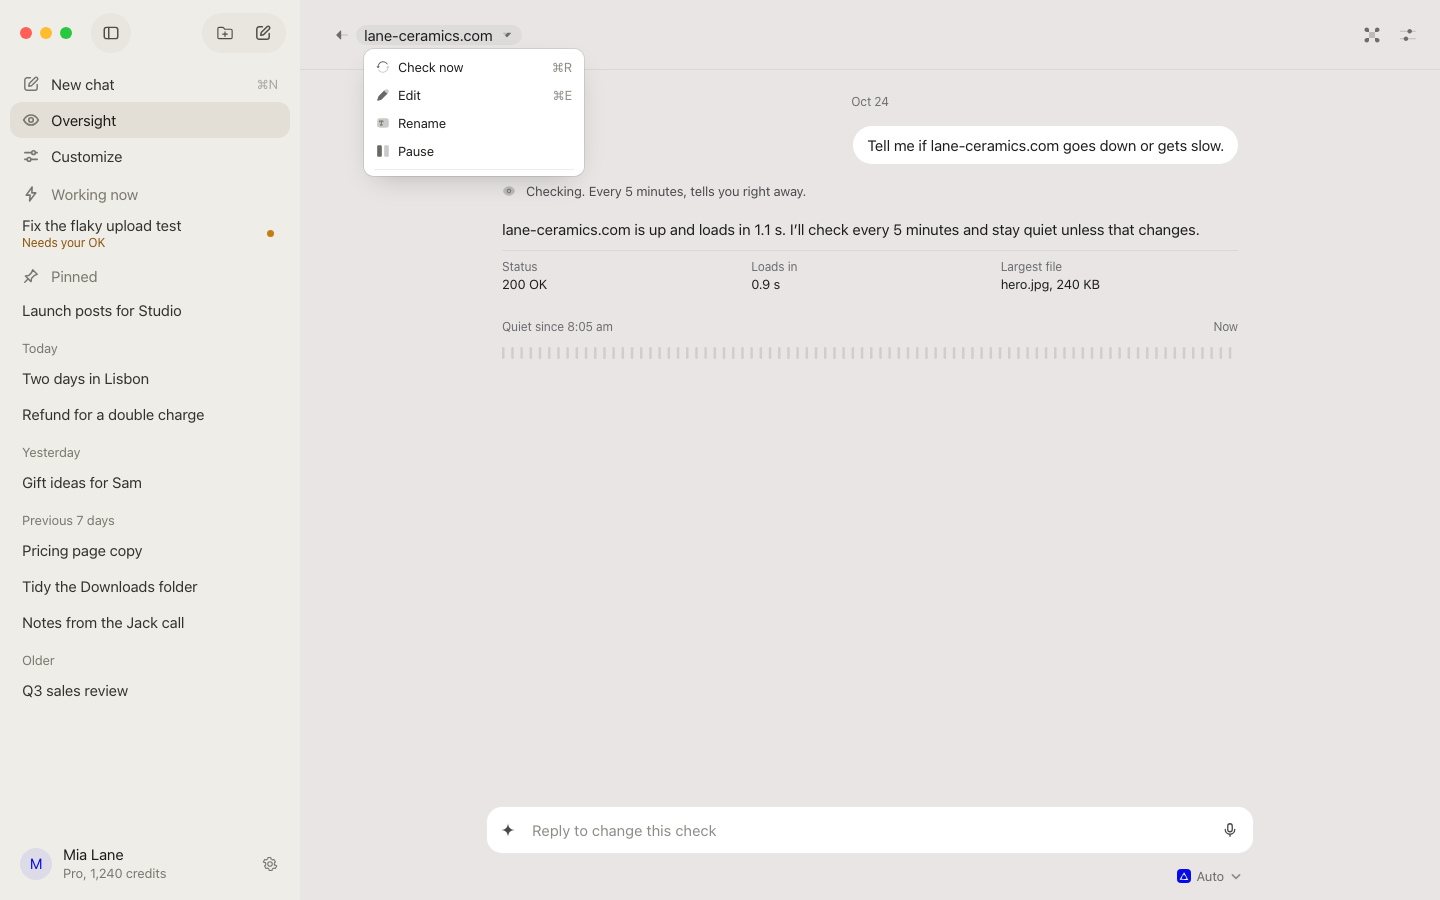 New chat ⌘N
Oversight
Customize
Working now
Fix the flaky upload test
Needs your OK
Pinned
Launch posts for Studio
Today
Two days in Lisbon
Refund for a double charge
Yesterday
Gift ideas for Sam
Previous 7 days
Pricing page copy
Tidy the Downloads folder
Notes from the Jack call
Older
Q3 sales review
M
Mia Lane
Pro, 1,240 credits
lane-ceramics.com
Check now ⌘R
Edit ⌘E
Rename
Pause
Oct 24
Tell me if lane-ceramics.com goes down or gets slow.
Checking. Every 5 minutes, tells you right away.
lane-ceramics.com is up and loads in 1.1 s. I’ll check every 5 minutes and stay quiet unless that changes.
Status Loads in Largest file
200 OK 0.9 s hero.jpg, 240 KB
Quiet since 8:05 am Now
Reply to change this check
Auto